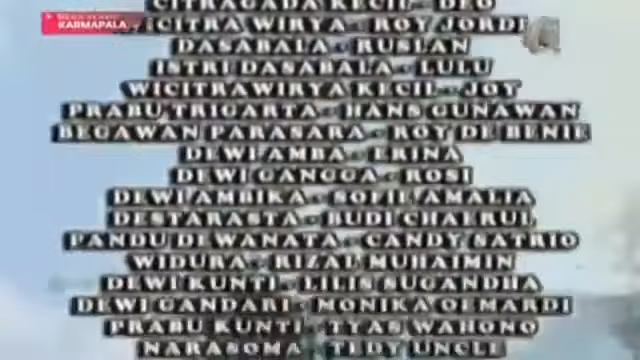 KARMAPALA
CITRAGADA KECIL - DEO
WICITRA WIRYA - ROY JORDI
DASABALA - RUSLAN
ISTRI DASABALA - LULU
WICITRAWIRYA KECIL - JOY
PRABU TRIGARTA - HANS GUNAWAN
BEGAWAN PARASARA - ROY DE BENIE
DEWI AMBA - ERINA
DEWI GANGGA - ROSI
DEWI AMBIKA - SOFIE AMALIA
DESTARASTA - BUDI CHAERUL
PANDU DEWANATA - CANDY SATRIO
WIDURA - RIZAL MUHAIMIN
DEWI KUNTI - LILIS SUGANDHA
DEWI GANDARI - MONIKA OEMARDI
PRABU KUNTI - TYAS WAHONO
NARASOMA - TEDY UNCLE